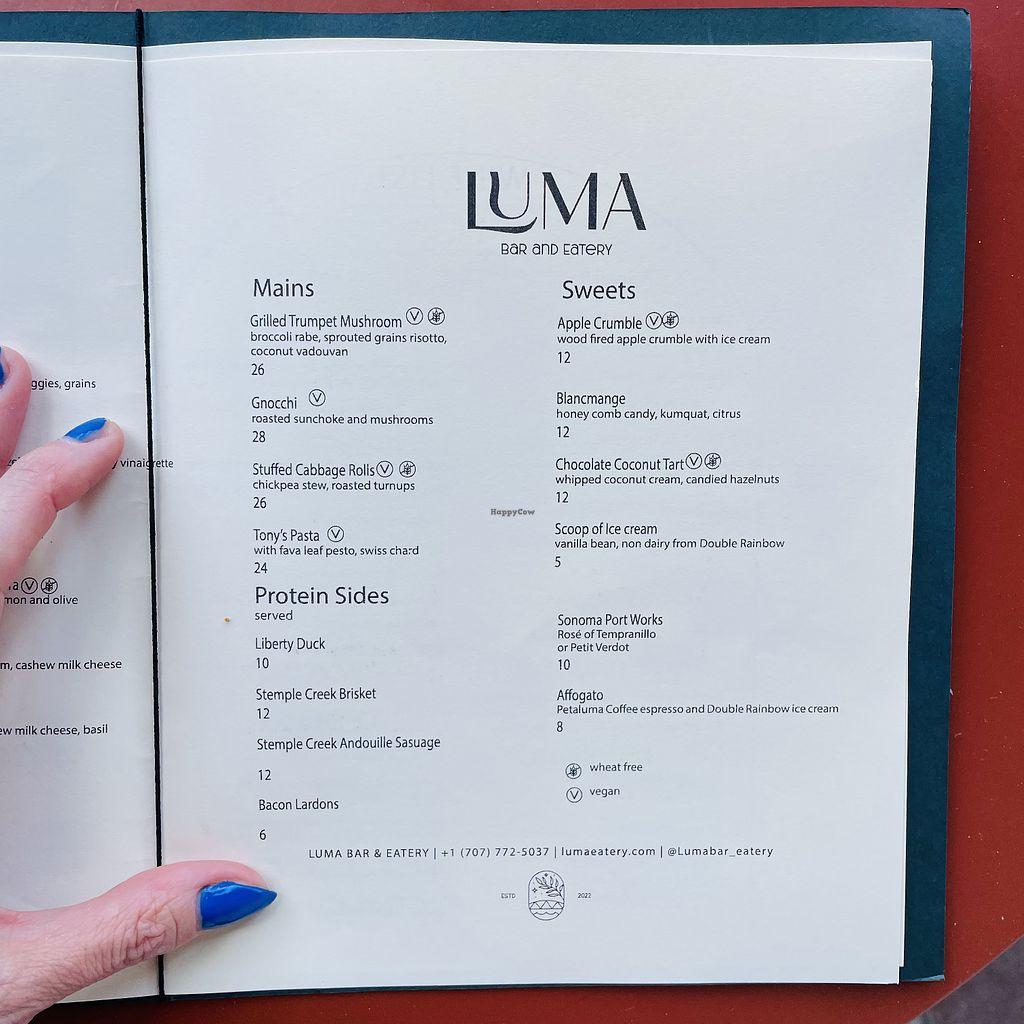 LUMA
BAR AND EATERY
Mains
Grilled Trumpet Mushroom V
broccoli rabe, sprouted grains risotto,
coconut vadouvan
26
Gnocchi V
roasted sunchoke and mushrooms
28
Stuffed Cabbage Rolls V
chickpea stew, roasted turnups
26
Tony's Pasta V
with fava leaf pesto, swiss chard
24
Protein Sides
served
Liberty Duck
10
Stemple Creek Brisket
12
Stemple Creek Andouille Sasuage
12
Bacon Lardons
6
Sweets
Apple Crumble V
wood fired apple crumble with ice cream
12
Blancmange
honey comb candy, kumquat, citrus
12
Chocolate Coconut Tart V
whipped coconut cream, candied hazelnuts
12
Scoop of Ice cream
vanilla bean, non dairy from Double Rainbow
5
Sonoma Port Works
Rosé of Tempranillo
or Petit Verdot
10
Affogato
Petaluma Coffee espresso and Double Rainbow ice cream
8
wheat free
V vegan
LUMA BAR & EATERY | +1 (707) 772-5037 | lumaeatery.com | @Lumabar_eatery
ESTD 2022
HappyCow
grains
vinaigrette
V
and olive
cashew milk cheese
milk cheese, basil